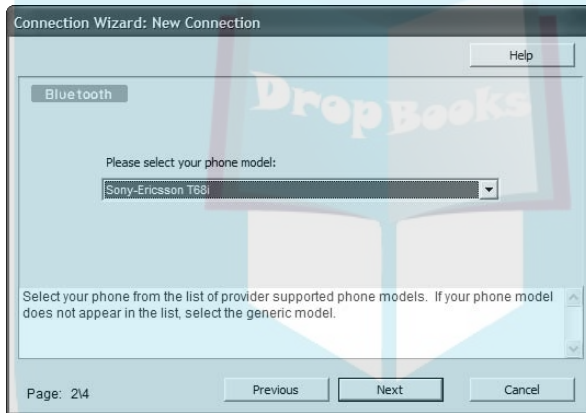 Connection Wizard: New Connection
Help
Bluetooth
DropBooks
Please select your phone model:
Sony-Ericsson T68i
Select your phone from the list of provider supported phone models. If your phone model
does not appear in the list, select the generic model.
Page: 2\4
Previous
Next
Cancel